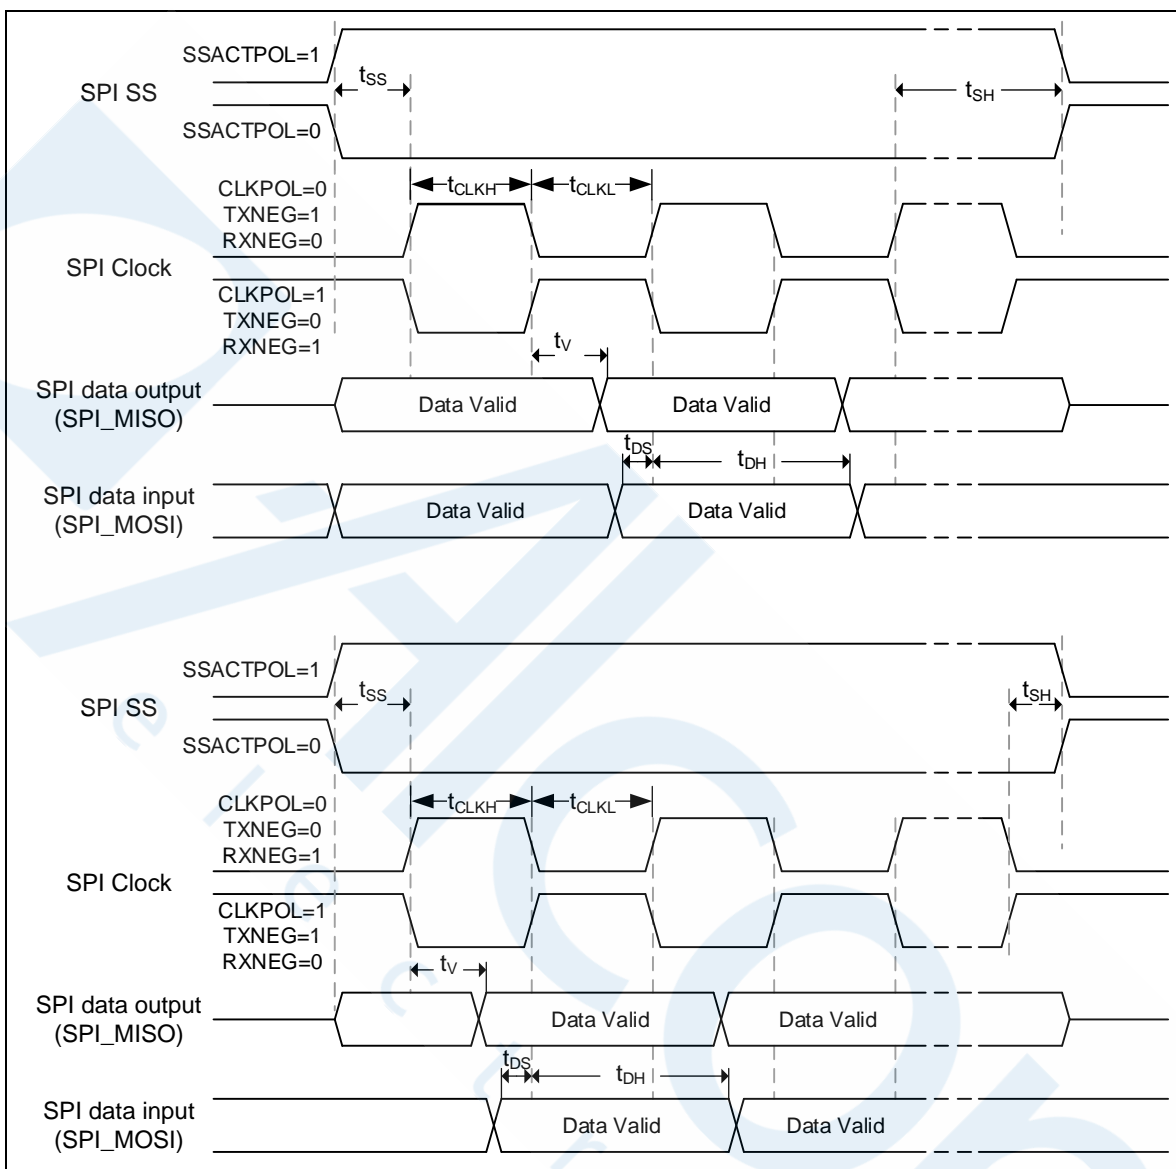 SSACTPOL=1
tSS
tSH
SPI SS
SSACTPOL=0
CLKPOL=0
TXNEG=1
RXNEG=0
tCLKH
tCLKL
SPI Clock
CLKPOL=1
TXNEG=0
RXNEG=1
tV
SPI data output
(SPI_MISO)
Data Valid
Data Valid
tDS
tDH
SPI data input
(SPI_MOSI)
Data Valid
Data Valid
SSACTPOL=1
tSS
tSH
SPI SS
SSACTPOL=0
CLKPOL=0
TXNEG=0
RXNEG=1
tCLKH
tCLKL
SPI Clock
CLKPOL=1
TXNEG=1
RXNEG=0
tV
SPI data output
(SPI_MISO)
Data Valid
Data Valid
tDS
tDH
SPI data input
(SPI_MOSI)
Data Valid
Data Valid